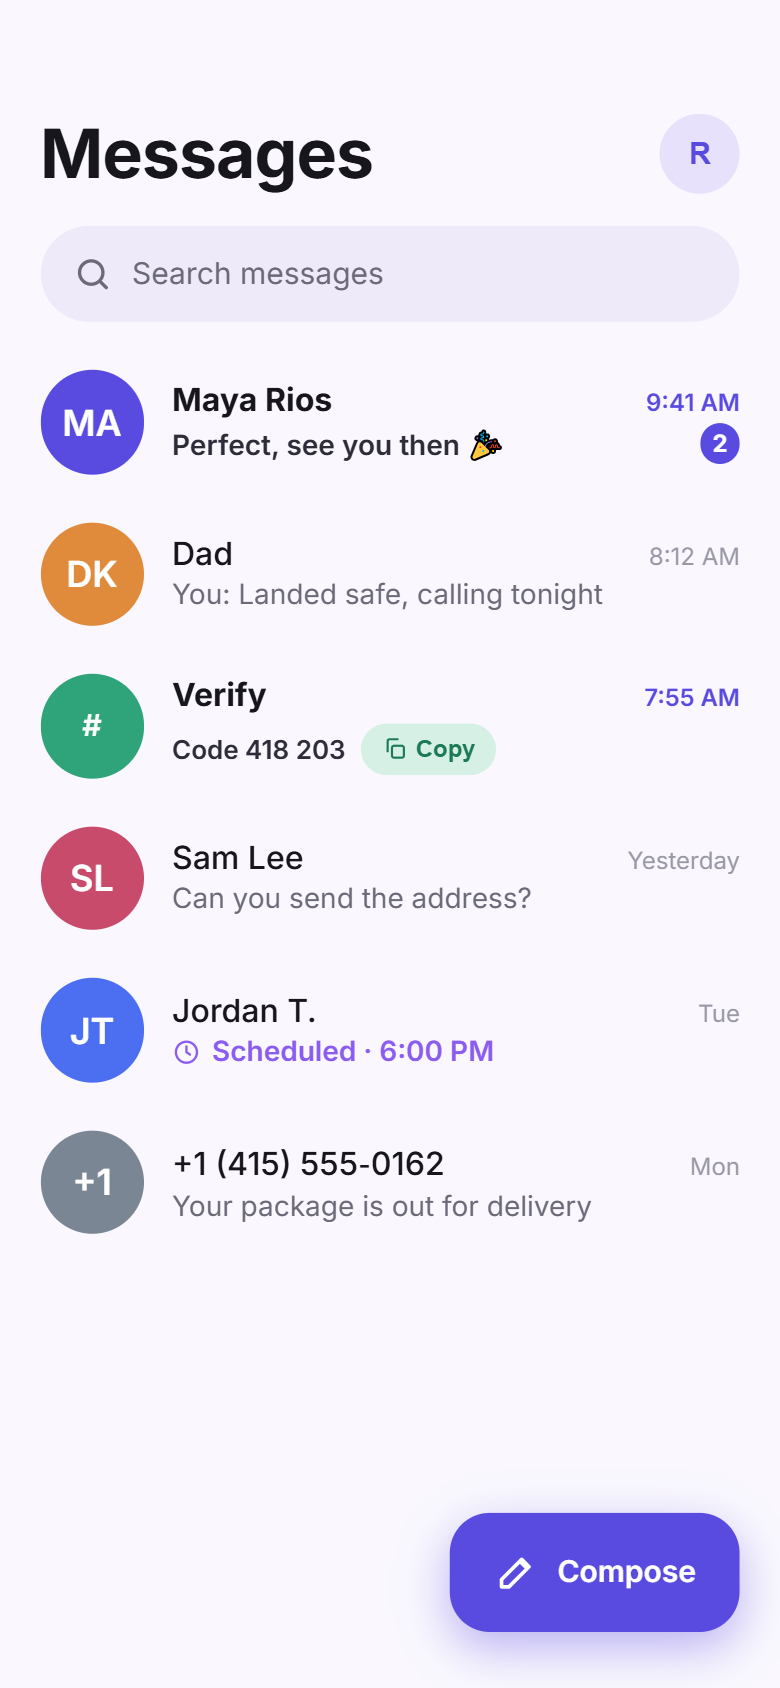 Messages
R
Search messages
MA
Maya Rios
9:41 AM
Perfect, see you then 🎉
2
DK
Dad
8:12 AM
You: Landed safe, calling tonight
#
Verify
7:55 AM
Code 418 203
Copy
SL
Sam Lee
Yesterday
Can you send the address?
JT
Jordan T.
Tue
Scheduled · 6:00 PM
+1
+1 (415) 555-0162
Mon
Your package is out for delivery
Compose